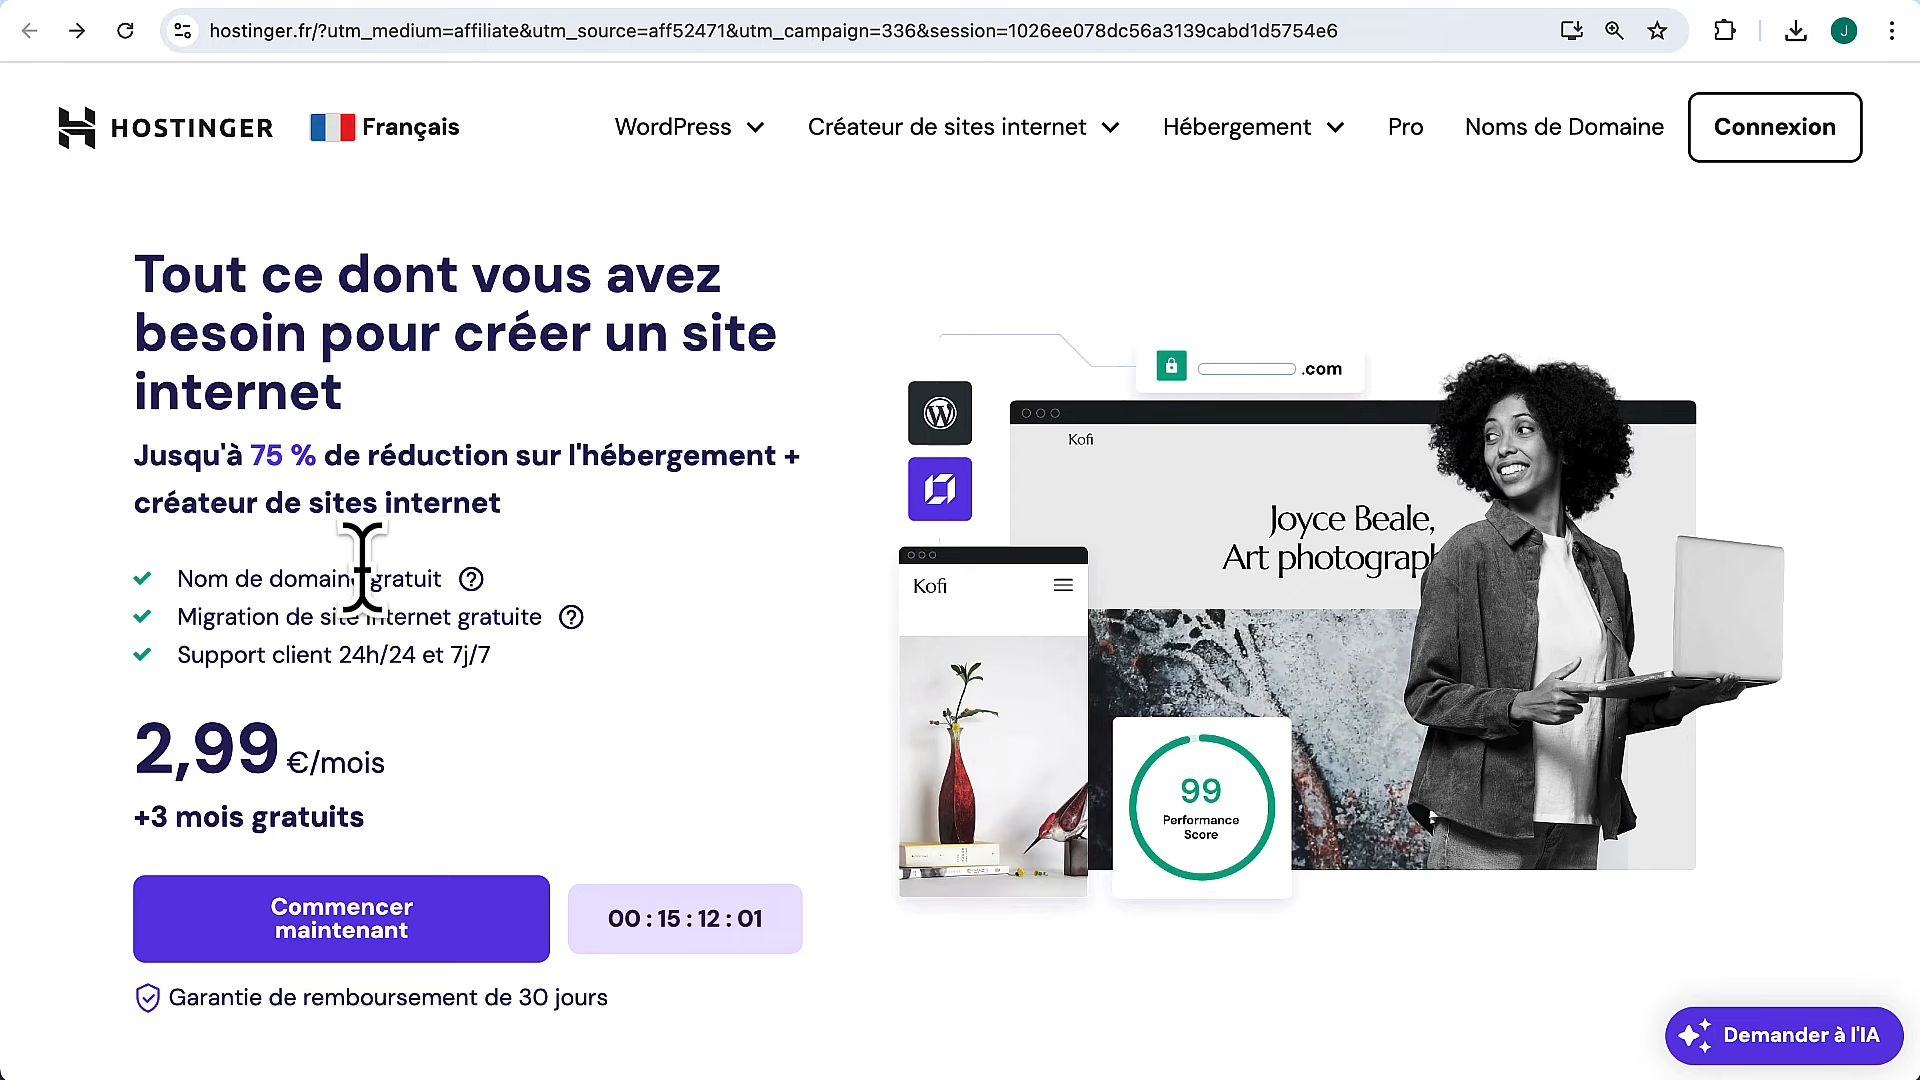 hostinger.fr/?utm_medium=affiliate&utm_source=aff52471&utm_campaign=336&session=1026ee078dc56a3139cabd1d5754e6
J
HOSTINGER
Français
WordPress
Créateur de sites internet
Hébergement
Pro
Noms de Domaine
Connexion
Tout ce dont vous avez
besoin pour créer un site
internet
Jusqu'à 75 % de réduction sur l'hébergement +
créateur de sites internet
Nom de domaine gratuit
Migration de site internet gratuite
Support client 24h/24 et 7j/7
2,99 €/mois
+3 mois gratuits
Commencer
maintenant
00 : 15 : 12 : 01
Garantie de remboursement de 30 jours
.com
Kofi
Joyce Beale,
Art photograph
Kofi
99
Performance
Score
Demander à l'IA